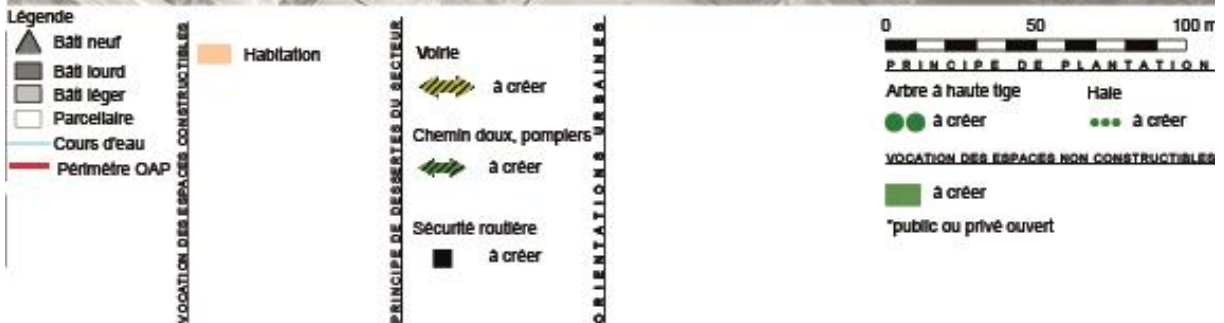 Légende
Bâti neuf
Bâti lourd
Bâti léger
Parcellaire
Cours d'eau
Périmètre OAP
VOCATION DES ESPACES CONSTRUCTIBLES
Habitation
PRINCIPE DE DESSERTES DU SECTEUR
Voirie
à créer
Chemin doux, pompiers
à créer
Sécurité routière
à créer
ORIENTATIONS URBAINES
0 50 100 m
PRINCIPE DE PLANTATION
Arbre à haute tige Haie
à créer à créer
VOCATION DES ESPACES NON CONSTRUCTIBLES
à créer
*public ou privé ouvert